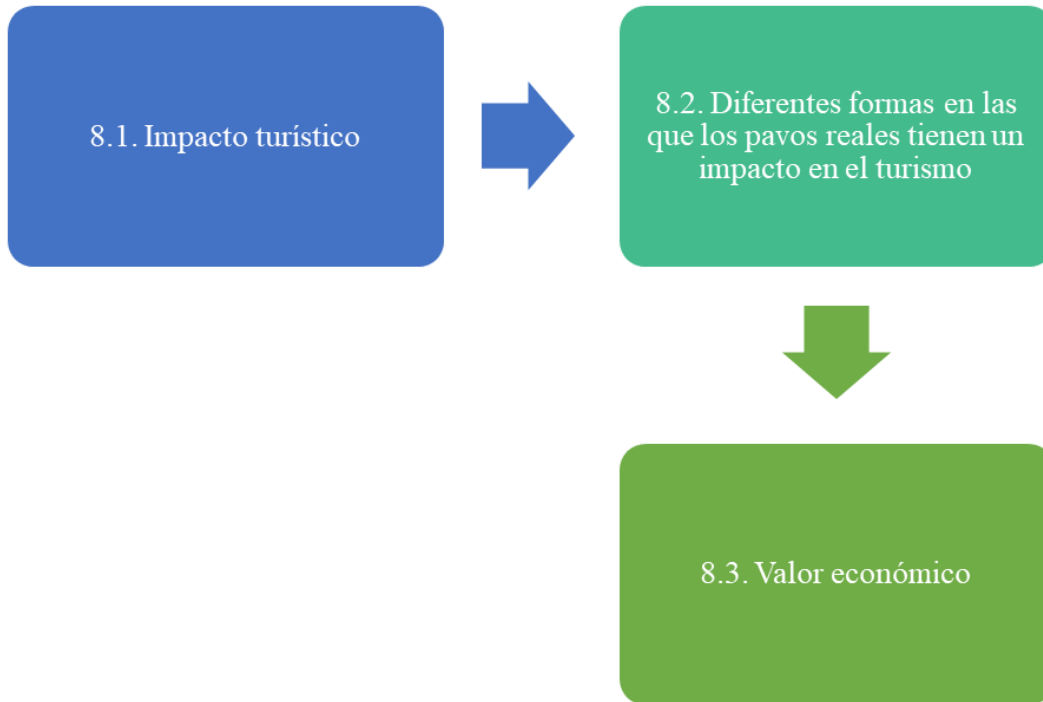 8.1. Impacto turístico
8.2. Diferentes formas en las
que los pavos reales tienen un
impacto en el turismo
8.3. Valor económico